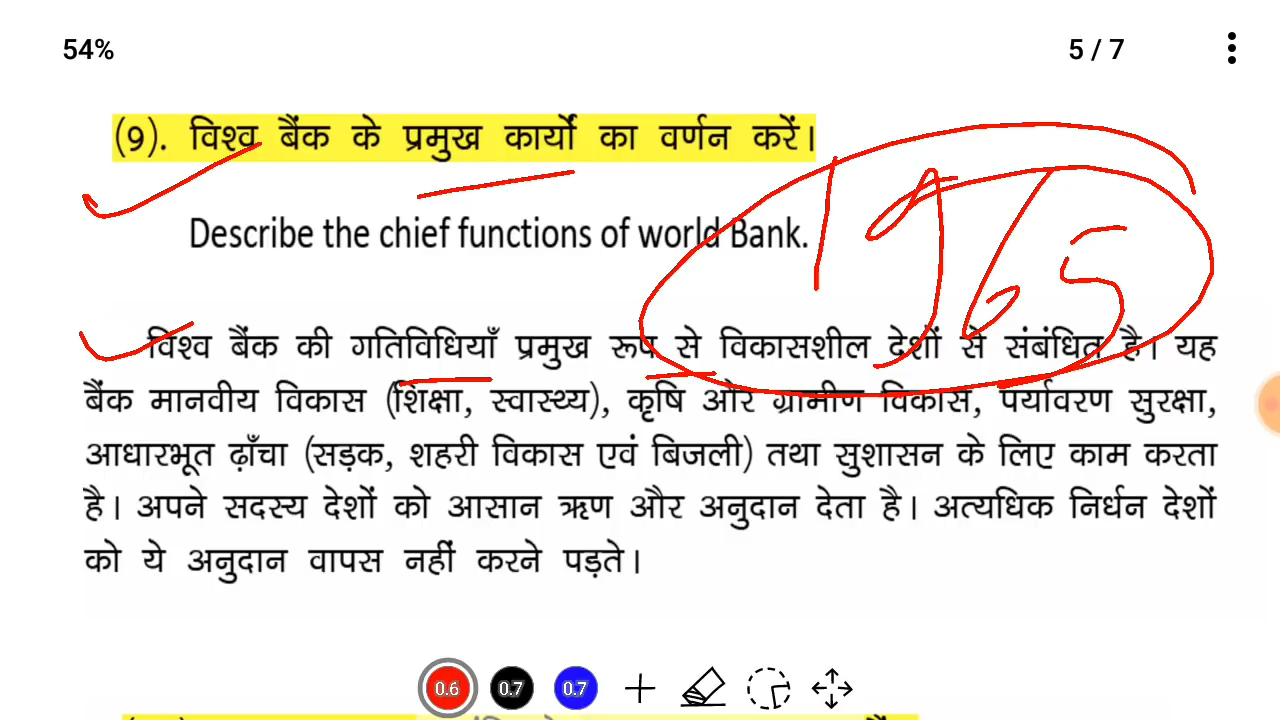 54%
5 / 7
(9). विश्व बैंक के प्रमुख कार्यों का वर्णन करें।
Describe the chief functions of world Bank.
1965
विश्व बैंक की गतिविधियाँ प्रमुख रूप से विकासशील देशों से संबंधित है। यह
बैंक मानवीय विकास (शिक्षा, स्वास्थ्य), कृषि और ग्रामीण विकास, पर्यावरण सुरक्षा,
आधारभूत ढ़ाँचा (सड़क, शहरी विकास एवं बिजली) तथा सुशासन के लिए काम करता
है। अपने सदस्य देशों को आसान ऋण और अनुदान देता है। अत्यधिक निर्धन देशों
को ये अनुदान वापस नहीं करने पड़ते।
0.6
0.7
0.7